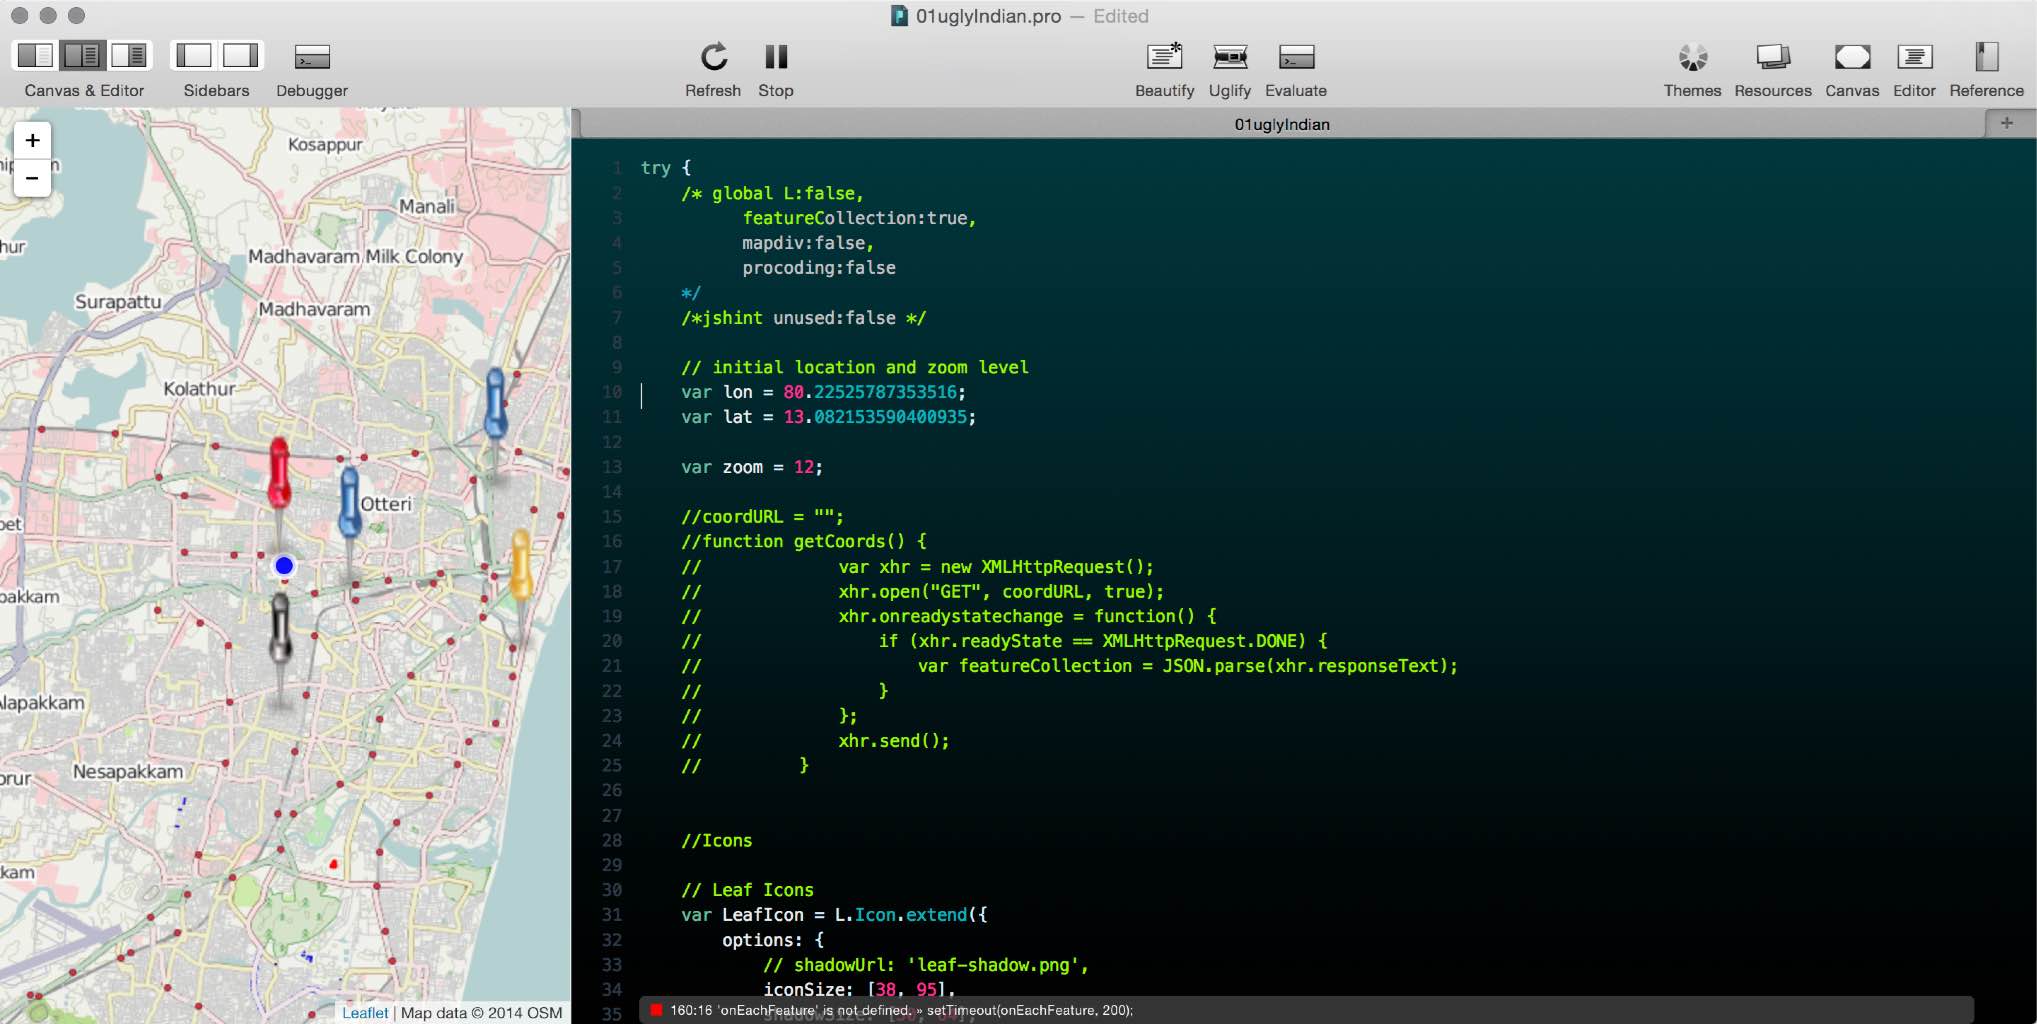 01uglyIndian.pro — Edited
Canvas & Editor
Sidebars
Debugger
Refresh
Stop
Beautify
Uglify
Evaluate
Themes
Resources
Canvas
Editor
Reference
+
−
Kosappur
Manali
hur
Madhavaram Milk Colony
Surapattu
Madhavaram
Kolathur
Otteri
pet
pakkam
Alapakkam
Nesapakkam
orur
kam
Leaflet | Map data © 2014 OSM
01uglyIndian
+
1 try {
2 /* global L:false,
3 featureCollection:true,
4 mapdiv:false,
5 procoding:false
6 */
7 /*jshint unused:false */
8
9 // initial location and zoom level
10 var lon = 80.22525787353516;
11 var lat = 13.082153590400935;
12
13 var zoom = 12;
14
15 //coordURL = "";
16 //function getCoords() {
17 // var xhr = new XMLHttpRequest();
18 // xhr.open("GET", coordURL, true);
19 // xhr.onreadystatechange = function() {
20 // if (xhr.readyState == XMLHttpRequest.DONE) {
21 // var featureCollection = JSON.parse(xhr.responseText);
22 // }
23 // };
24 // xhr.send();
25 // }
26
27
28 //Icons
29
30 // Leaf Icons
31 var LeafIcon = L.Icon.extend({
32 options: {
33 // shadowUrl: 'leaf-shadow.png',
34 iconSize: [38, 95],
35
160:16 'onEachFeature' is not defined. » setTimeout(onEachFeature, 200);